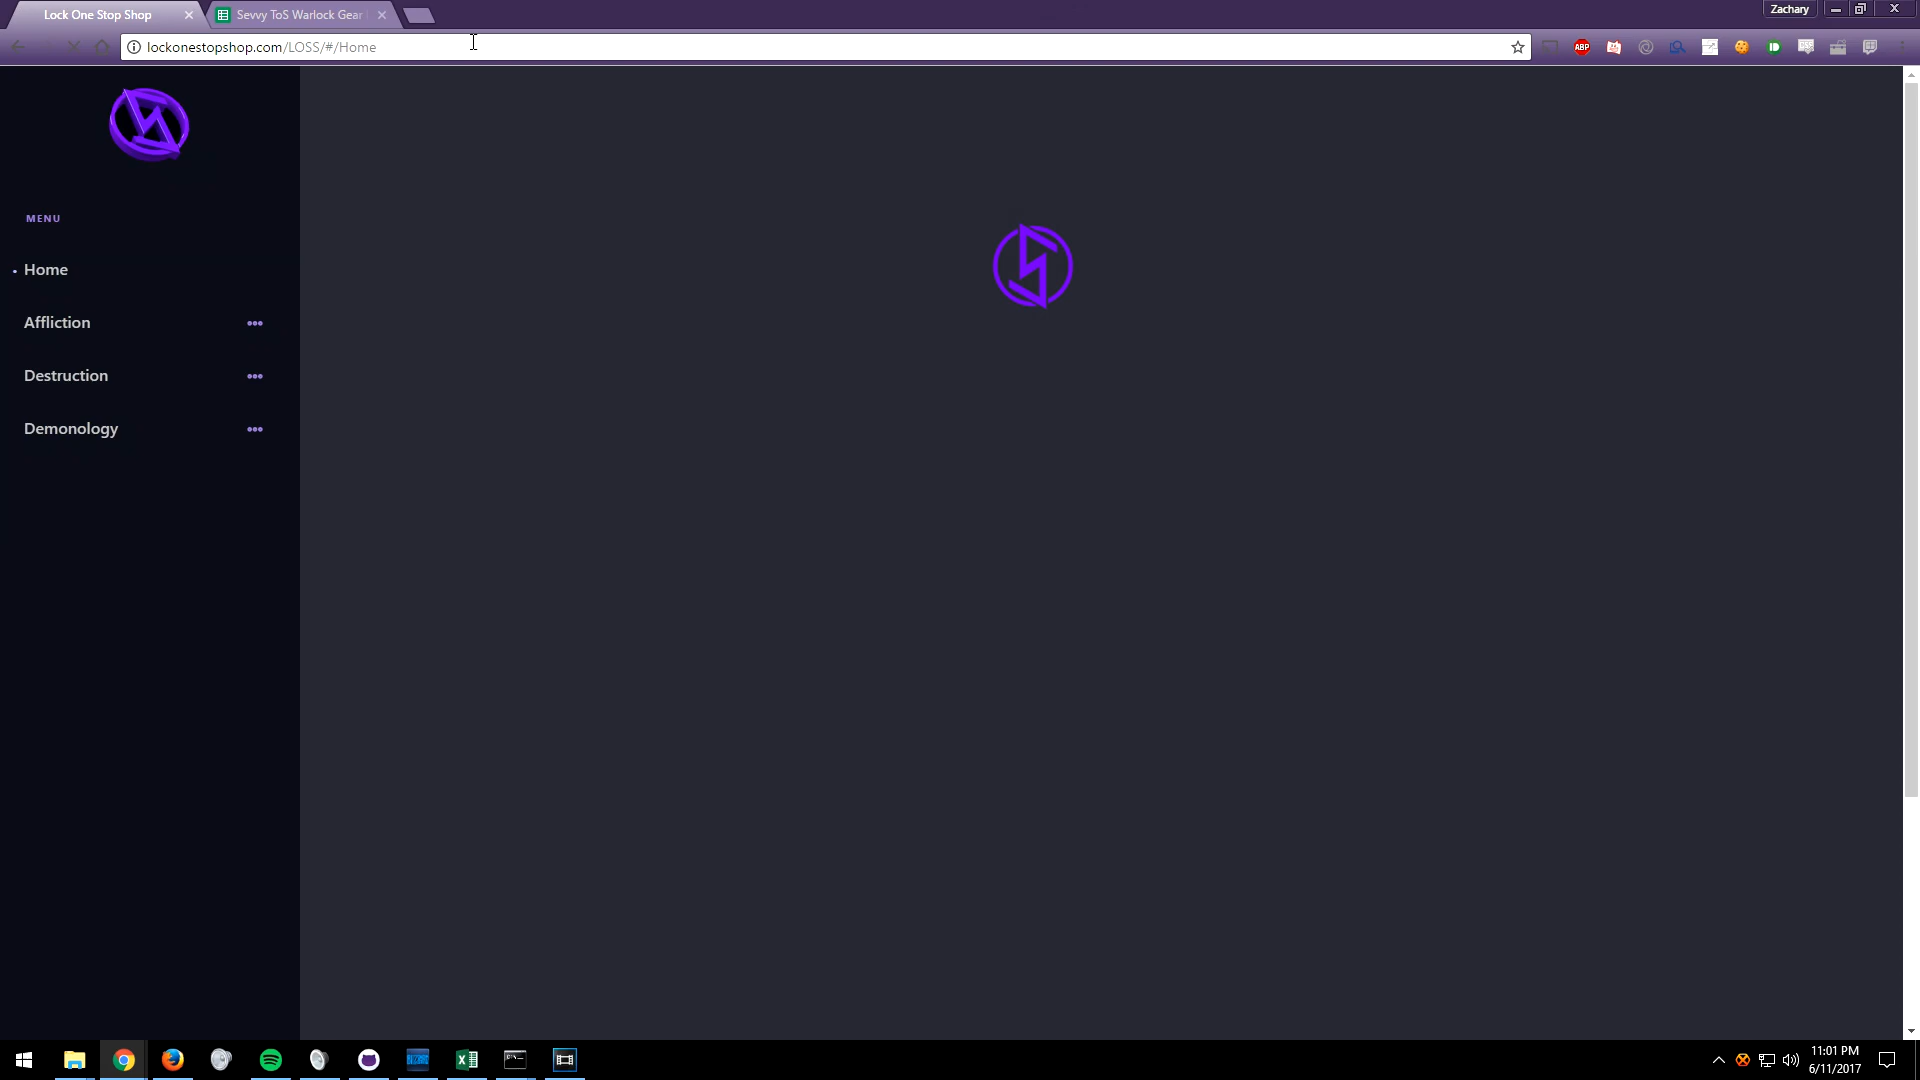 Lock One Stop Shop
Sevvy ToS Warlock Gear
Zachary
lockonestopshop.com/LOSS/#/Home
ABP
MENU
Home
Affliction
Destruction
Demonology
11:01 PM
6/11/2017